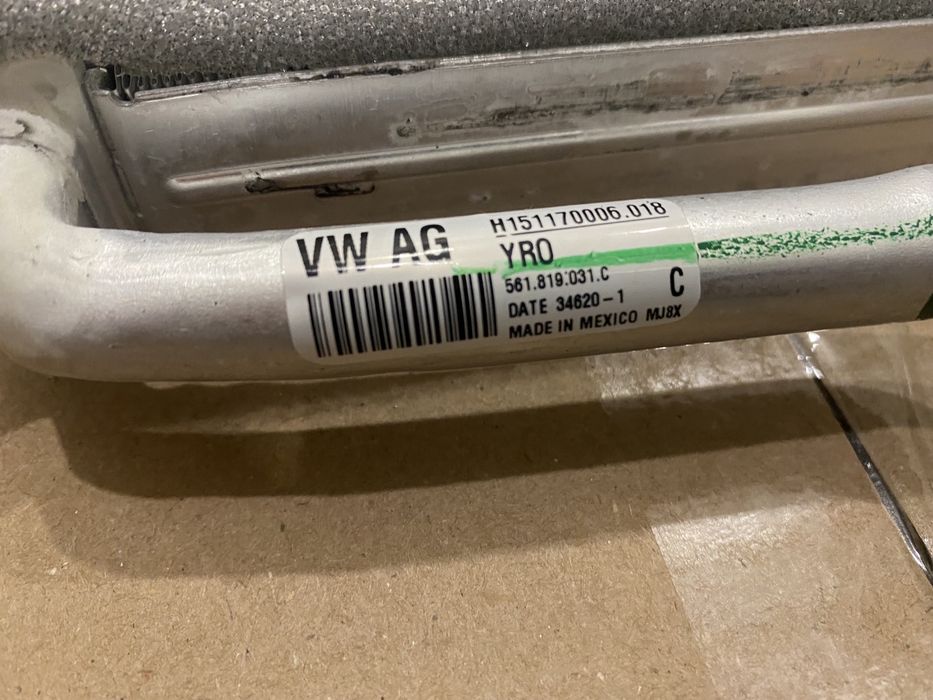 VW AG
H151170006.018
YRO
561.819.031.C
DATE 34620-1
C
MADE IN MEXICO MJ8X